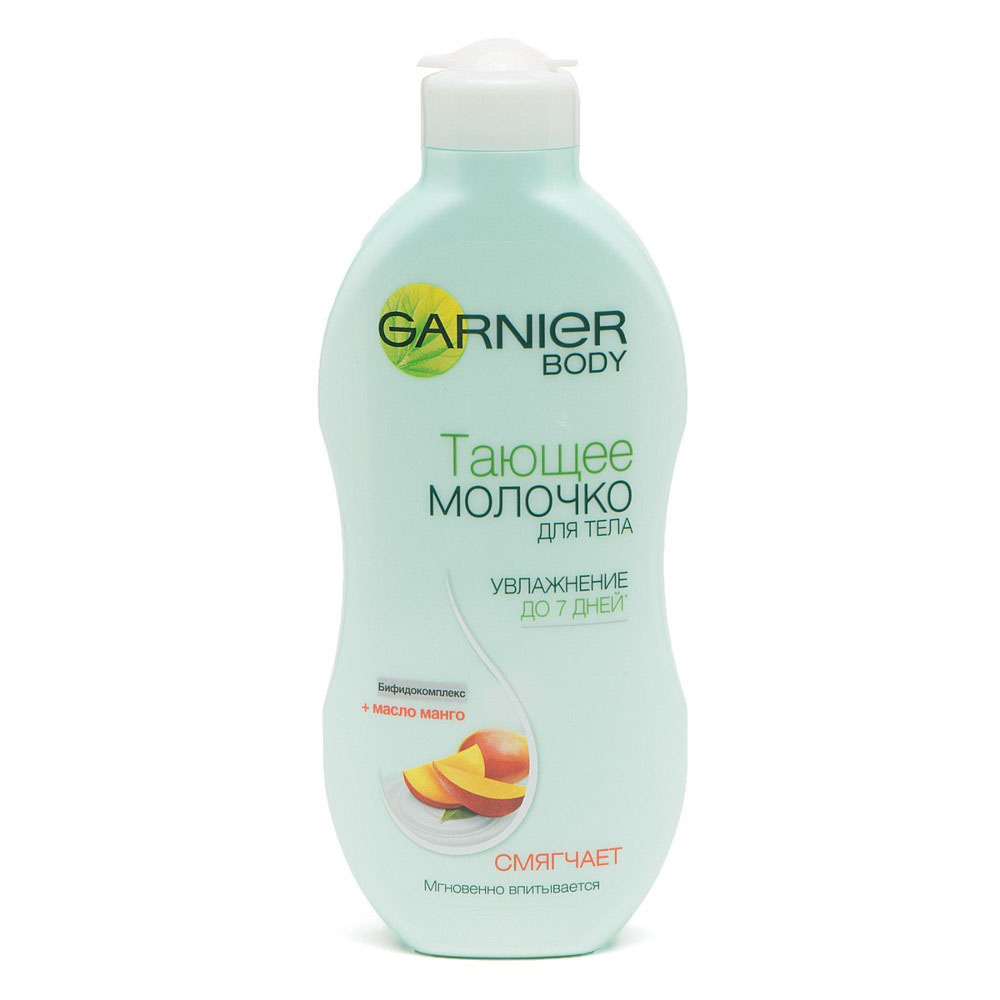 GARNIER
BODY
Тающее
МОЛОЧКО
ДЛЯ ТЕЛА
УВЛАЖНЕНИЕ
ДО 7 ДНЕЙ*
Бифидокомплекс
+ масло манго
СМЯГЧАЕТ
Мгновенно впитывается